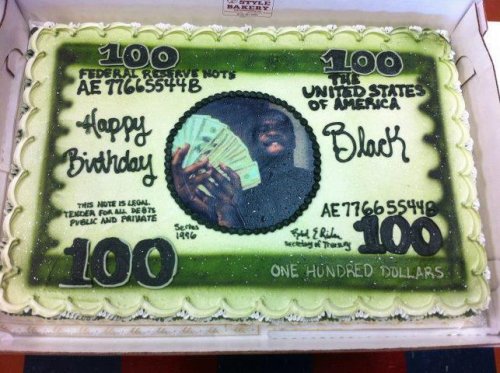 STYLE
BAKERY
100
100
FEDERAL RESERVE NOTE
AE 77665544B
THE
UNITED STATES
OF AMERICA
Happy
Birthday
Black
THIS NOTE IS LEGAL
TENDER FOR ALL DEBTS
PUBLIC AND PRIVATE
Series
1996
AE 77665544B
Secretary of Treasury
100
100
ONE HUNDRED DOLLARS